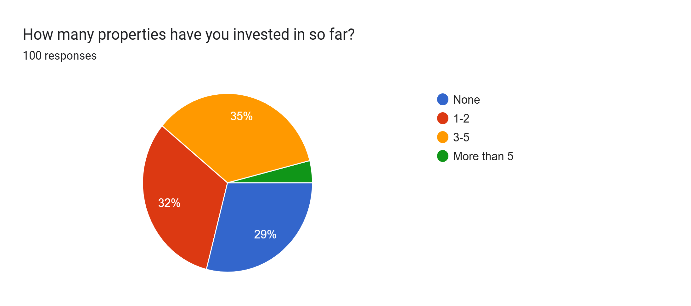 How many properties have you invested in so far?
100 responses
None
1-2
3-5
More than 5
35%
32%
29%